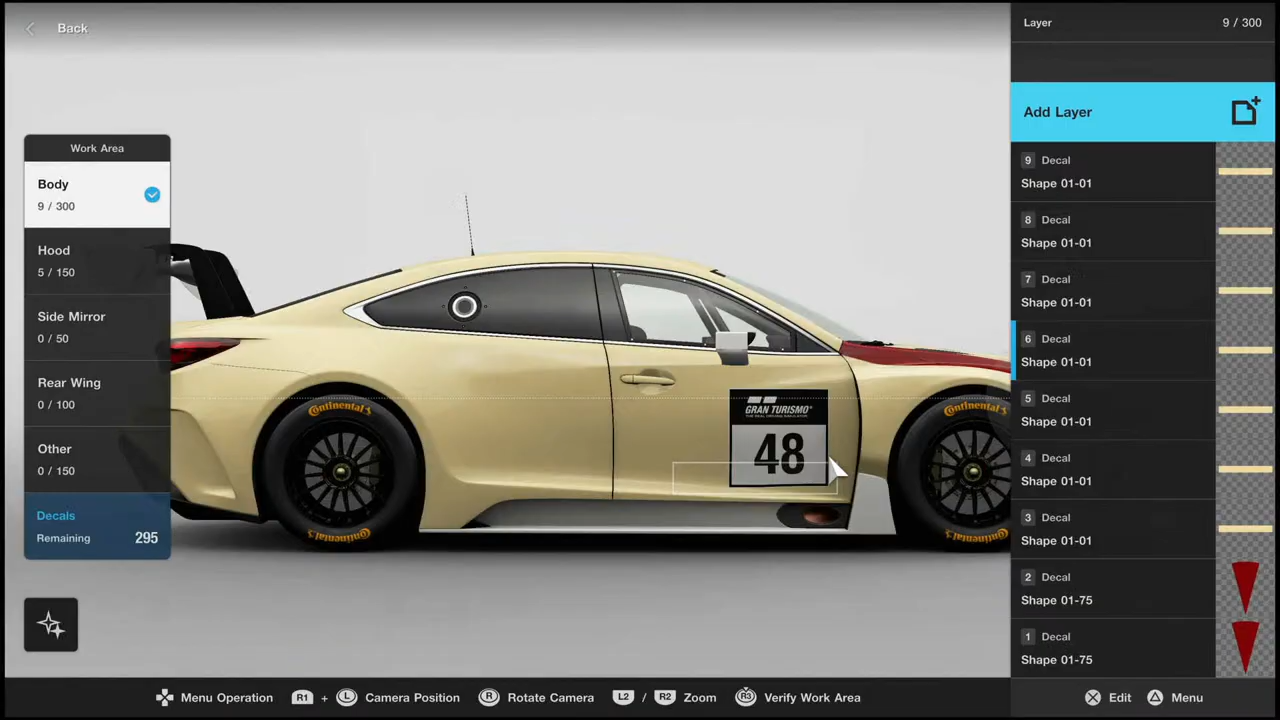 Back
Layer 9 / 300
Add Layer
Work Area
Body
9 / 300
Hood
5 / 150
Side Mirror
0 / 50
Rear Wing
0 / 100
Other
0 / 150
Decals
Remaining 295
9 Decal
Shape 01-01
8 Decal
Shape 01-01
7 Decal
Shape 01-01
6 Decal
Shape 01-01
5 Decal
Shape 01-01
4 Decal
Shape 01-01
3 Decal
Shape 01-01
2 Decal
Shape 01-75
1 Decal
Shape 01-75
Continental
Continental
GRAN TURISMO
THE REAL DRIVING SIMULATOR
48
Continental
Continental
Menu Operation R1 + L Camera Position R Rotate Camera L2 / R2 Zoom R3 Verify Work Area Edit Menu